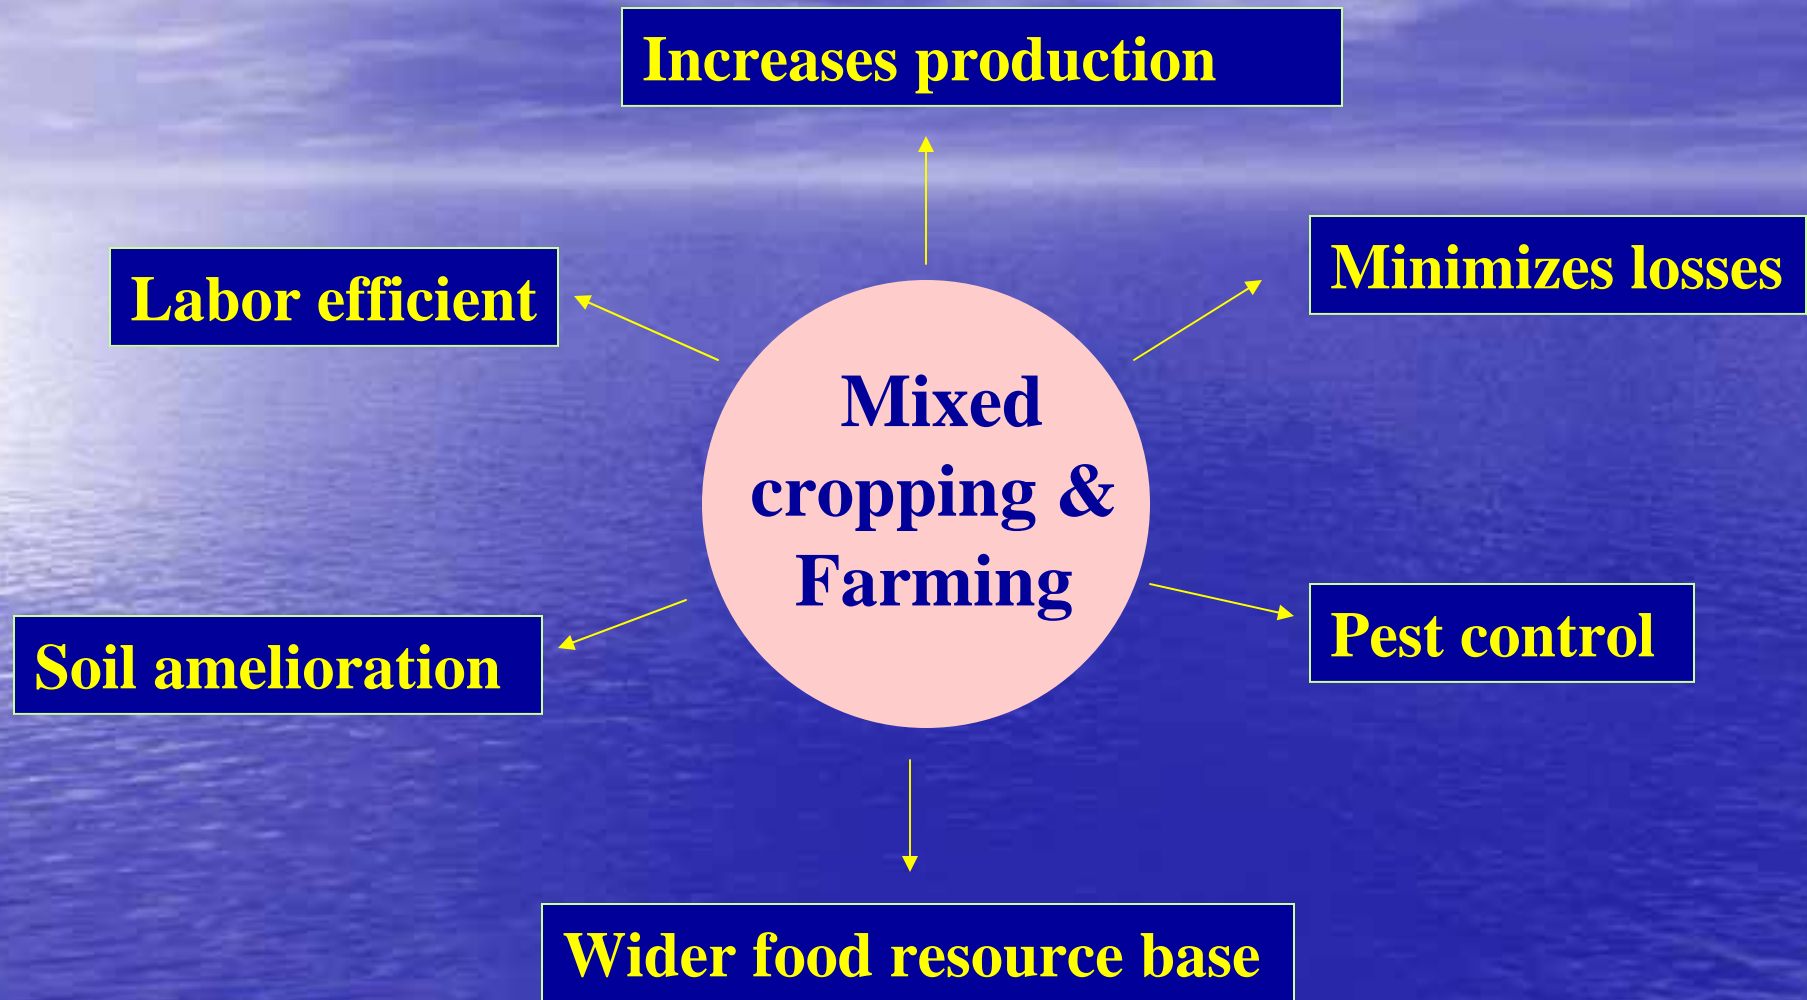 Increases production
Minimizes losses
Labor efficient
Mixed
cropping &
Farming
Pest control
Soil amelioration
Wider food resource base